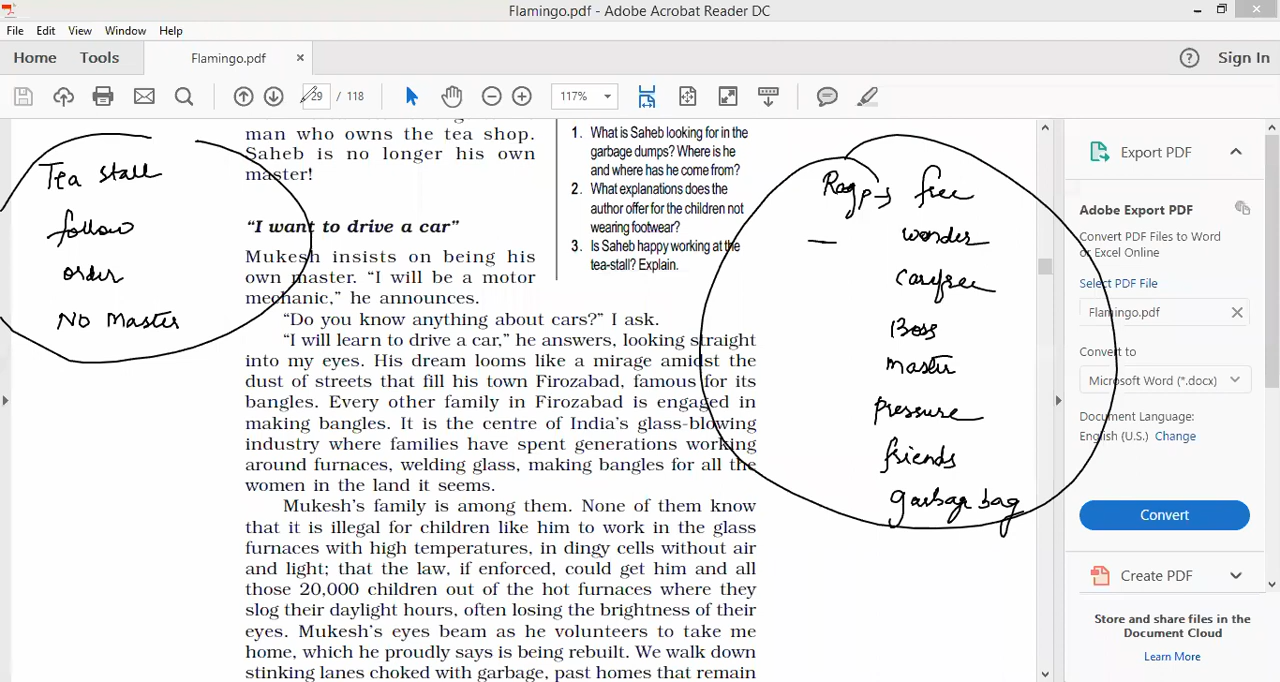 Flamingo.pdf - Adobe Acrobat Reader DC
File Edit View Window Help
Home Tools Flamingo.pdf × Sign In
29 / 118 117%
man who owns the tea shop.
Saheb is no longer his own
master!
"I want to drive a car"
Mukesh insists on being his
own master. "I will be a motor
mechanic," he announces.
"Do you know anything about cars?" I ask.
"I will learn to drive a car," he answers, looking straight
into my eyes. His dream looms like a mirage amidst the
dust of streets that fill his town Firozabad, famous for its
bangles. Every other family in Firozabad is engaged in
making bangles. It is the centre of India's glass-blowing
industry where families have spent generations working
around furnaces, welding glass, making bangles for all the
women in the land it seems.
Mukesh's family is among them. None of them know
that it is illegal for children like him to work in the glass
furnaces with high temperatures, in dingy cells without air
and light; that the law, if enforced, could get him and all
those 20,000 children out of the hot furnaces where they
slog their daylight hours, often losing the brightness of their
eyes. Mukesh's eyes beam as he volunteers to take me
home, which he proudly says is being rebuilt. We walk down
stinking lanes choked with garbage, past homes that remain
1. What is Saheb looking for in the
garbage dumps? Where is he
and where has he come from?
2. What explanations does the
author offer for the children not
wearing footwear?
3. Is Saheb happy working at the
tea-stall? Explain.
Tea stall
follow
order
No Master
Rag P→ free
wonder
carefree
Boss
master
pressure
friends
garbag bag
Export PDF
Adobe Export PDF
Convert PDF Files to Word
or Excel Online
Select PDF File
Flamingo.pdf
Convert to
Microsoft Word (*.docx)
Document Language:
English (U.S.) Change
Convert
Create PDF
Store and share files in the
Document Cloud
Learn More